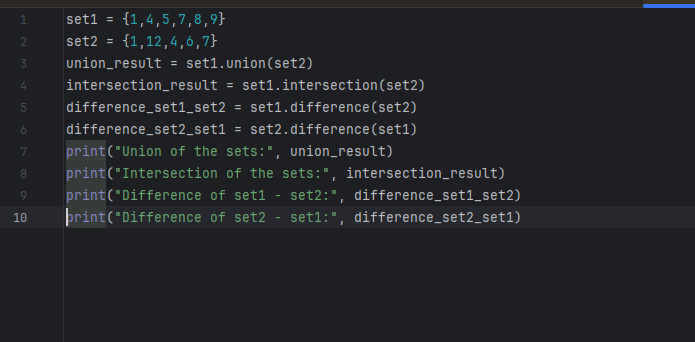 1 set1 = {1,4,5,7,8,9}
2 set2 = {1,12,4,6,7}
3 union_result = set1.union(set2)
4 intersection_result = set1.intersection(set2)
5 difference_set1_set2 = set1.difference(set2)
6 difference_set2_set1 = set2.difference(set1)
7 print("Union of the sets:", union_result)
8 print("Intersection of the sets:", intersection_result)
9 print("Difference of set1 - set2:", difference_set1_set2)
10 print("Difference of set2 - set1:", difference_set2_set1)